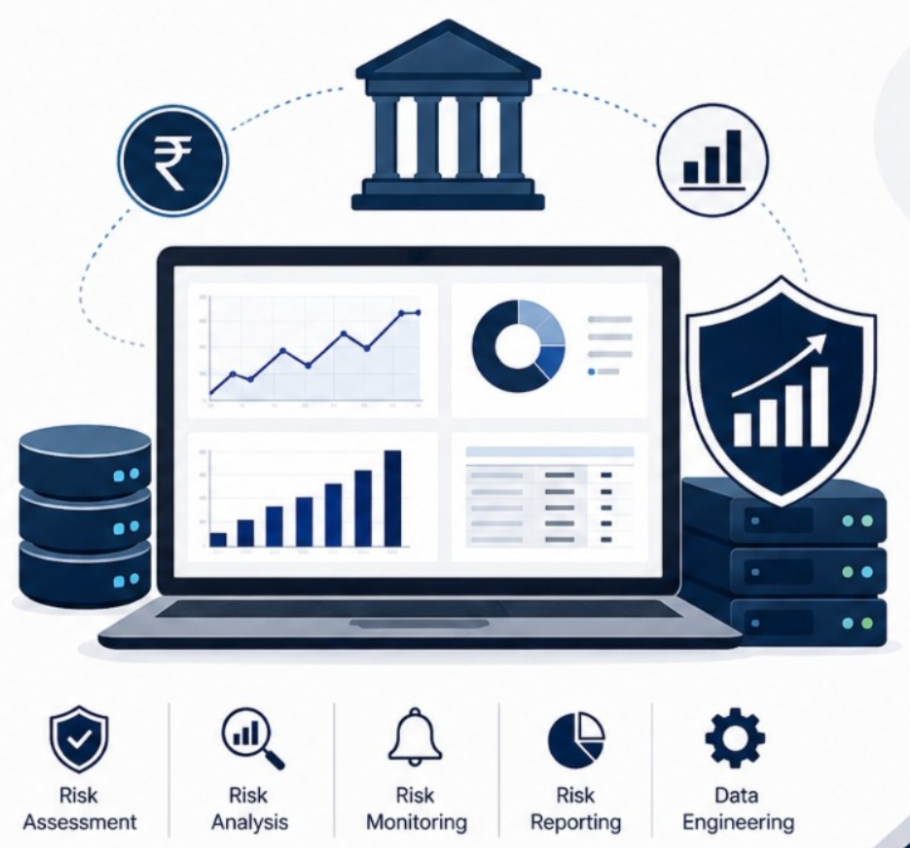 ₹
Risk
Assessment
Risk
Analysis
Risk
Monitoring
Risk
Reporting
Data
Engineering